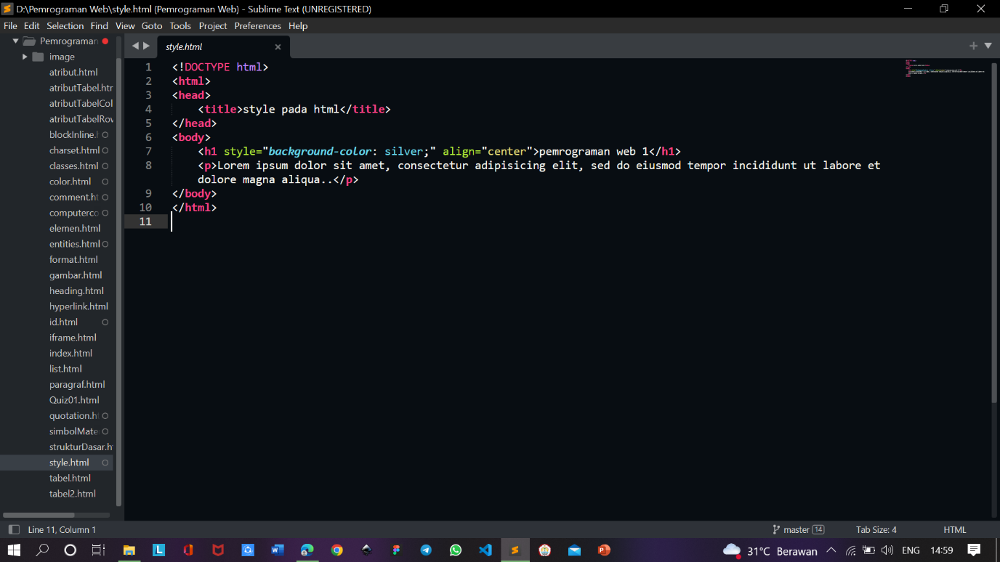 D:\Pemrograman Web\style.html (Pemrograman Web) - Sublime Text (UNREGISTERED)
File Edit Selection Find View Goto Tools Project Preferences Help
Pemrograman
image
atribut.html
atributTabel.htr
atributTabelCol
atributTabelRov
blockInline.h
charset.html
classes.html
color.html
comment.ht
computerco
elemen.html
entities.html
format.html
gambar.html
heading.html
hyperlink.html
id.html
iframe.html
index.html
list.html
paragraf.html
Quiz01.html
quotation.ht
simbolMate
strukturDasar.h
style.html
tabel.html
tabel2.html
style.html
1 <!DOCTYPE html>
2 <html>
3 <head>
4 <title>style pada html</title>
5 </head>
6 <body>
7 <h1 style="background-color: silver;" align="center">pemrograman web 1</h1>
8 <p>Lorem ipsum dolor sit amet, consectetur adipisicing elit, sed do eiusmod tempor incididunt ut labore et
dolore magna aliqua..</p>
9 </body>
10 </html>
11
Line 11, Column 1 master 14 Tab Size: 4 HTML
31°C Berawan ENG 14:59